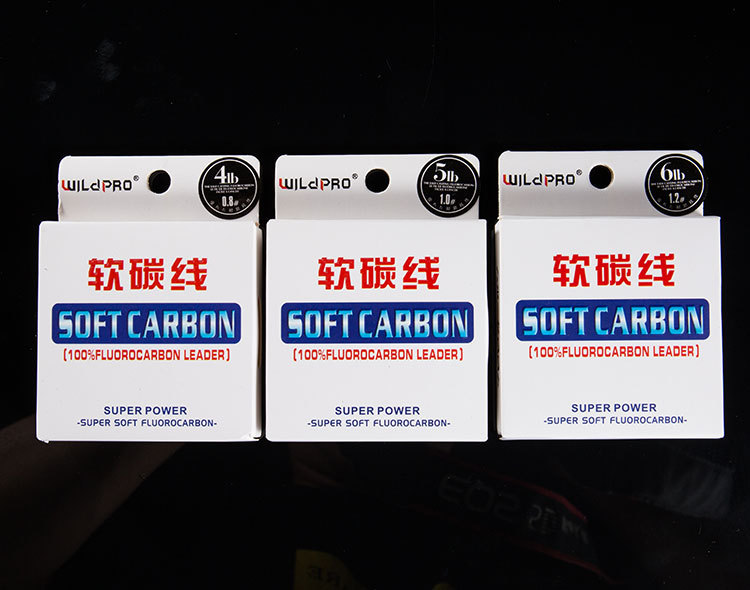 WILDPRO®
4lb
0.8#
软碳线
SOFT CARBON
(100%FLUOROCARBON LEADER)
SUPER POWER
-SUPER SOFT FLUOROCARBON-
WILDPRO®
5lb
1.0#
软碳线
SOFT CARBON
(100%FLUOROCARBON LEADER)
SUPER POWER
-SUPER SOFT FLUOROCARBON-
WILDPRO®
6lb
1.2#
软碳线
SOFT CARBON
(100%FLUOROCARBON LEADER)
SUPER POWER
-SUPER SOFT FLUOROCARBON-